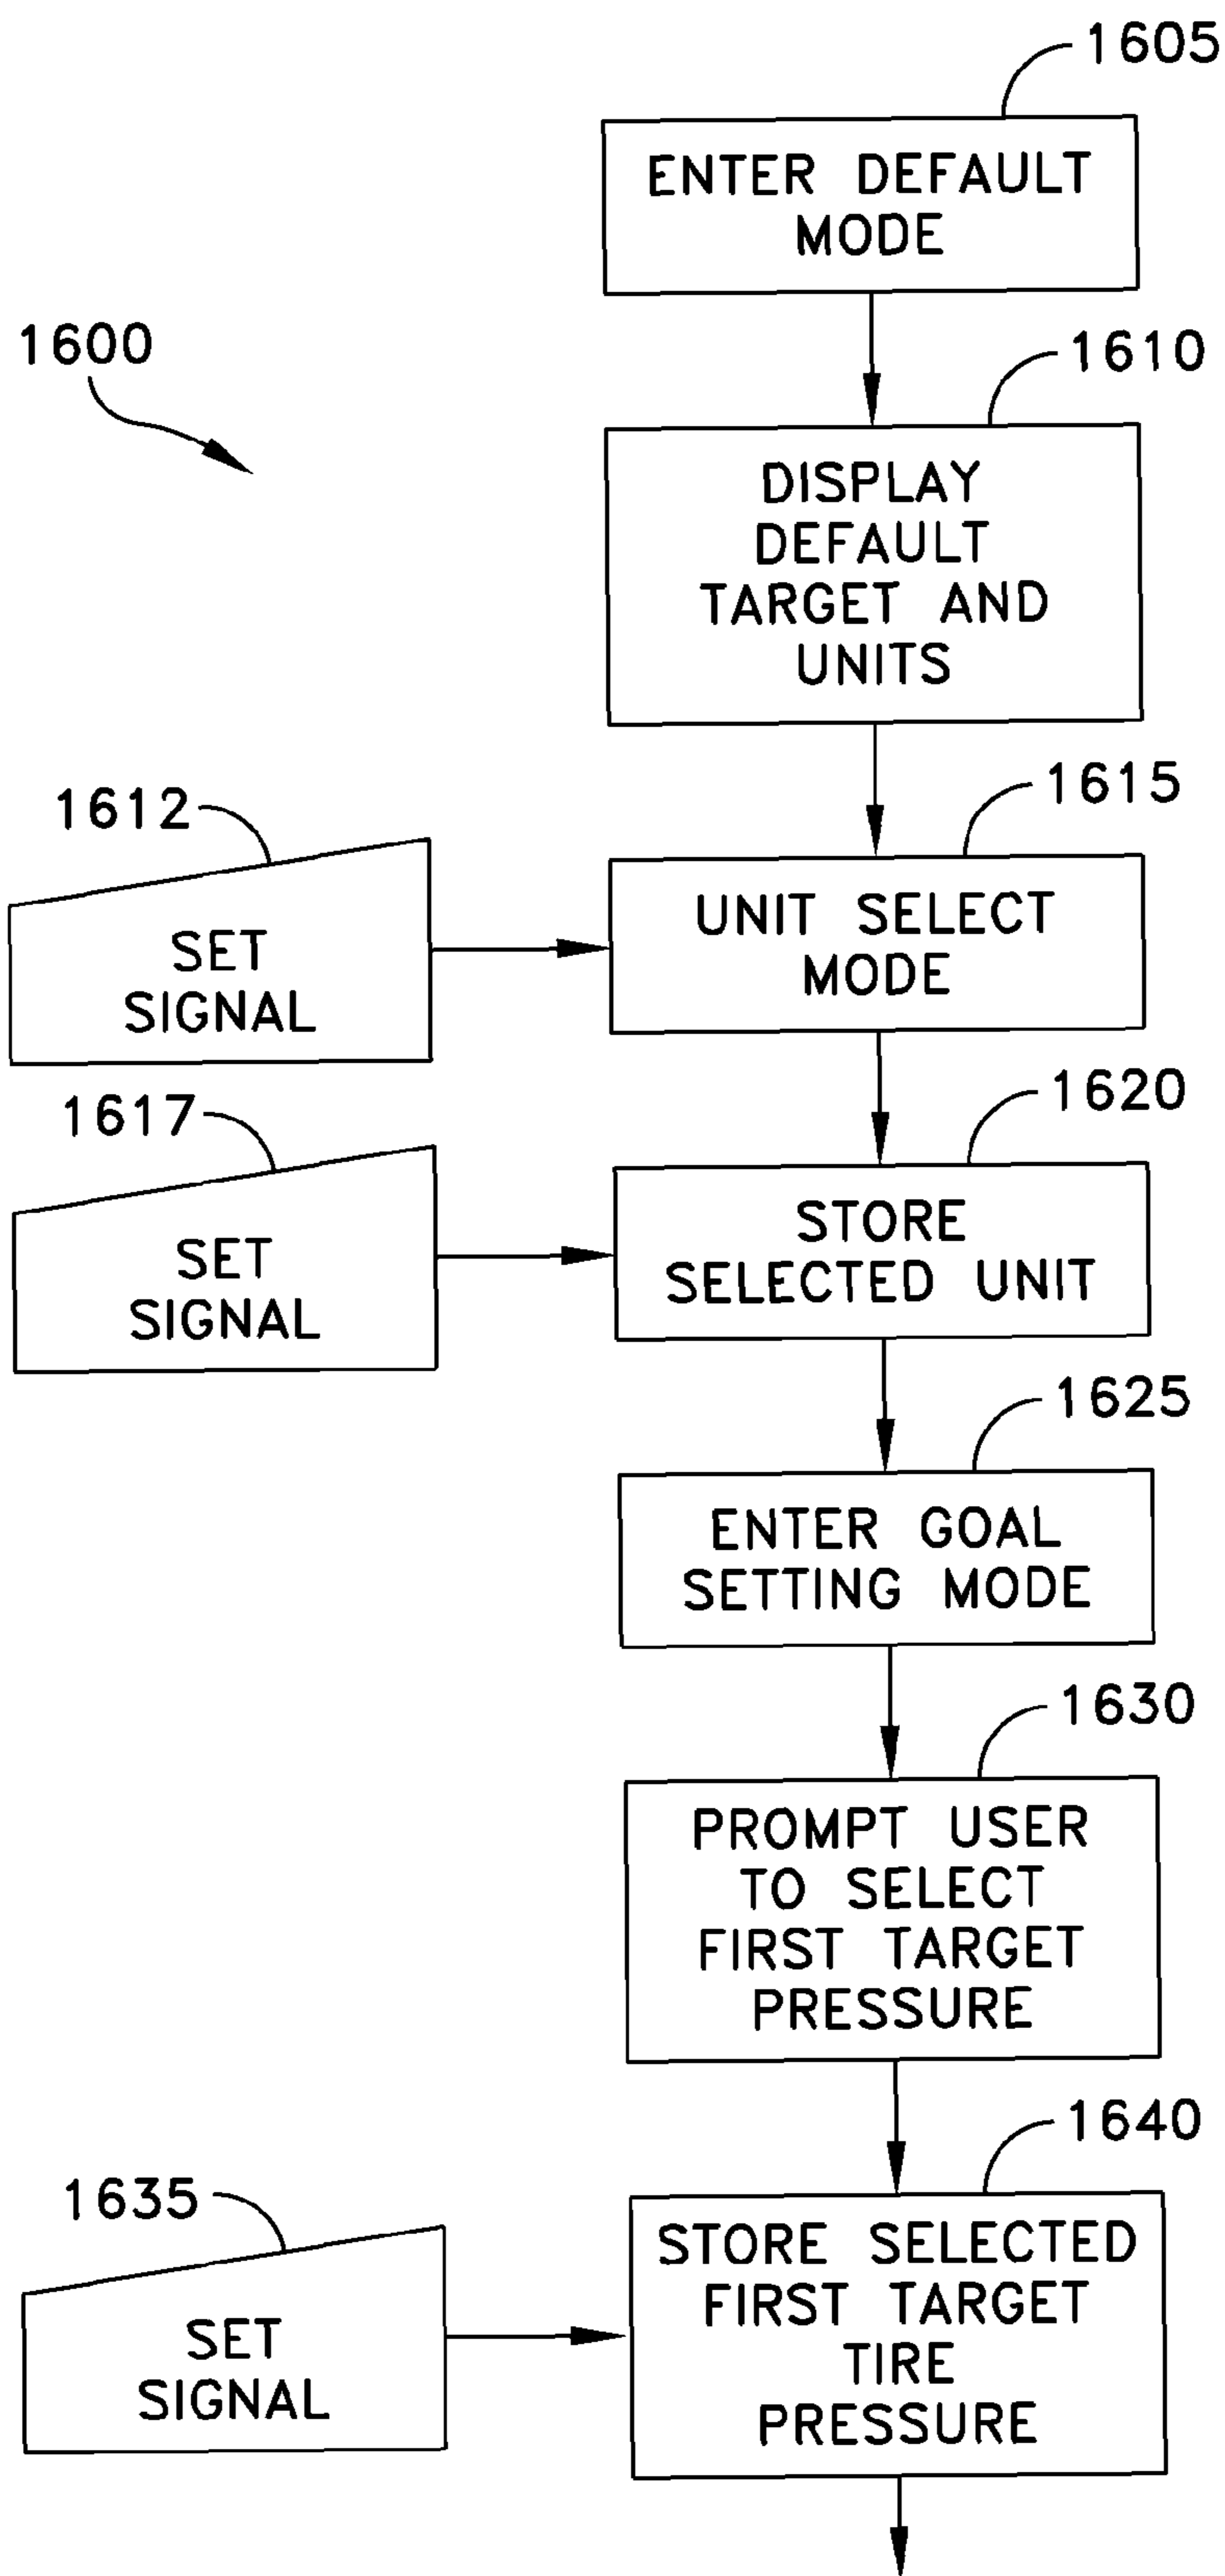 1605
ENTER DEFAULT
MODE
1600
1610
DISPLAY
DEFAULT
TARGET AND
UNITS
1612
SET
SIGNAL
1615
UNIT SELECT
MODE
1617
SET
SIGNAL
1620
STORE
SELECTED UNIT
1625
ENTER GOAL
SETTING MODE
1630
PROMPT USER
TO SELECT
FIRST TARGET
PRESSURE
1635
SET
SIGNAL
1640
STORE SELECTED
FIRST TARGET
TIRE
PRESSURE